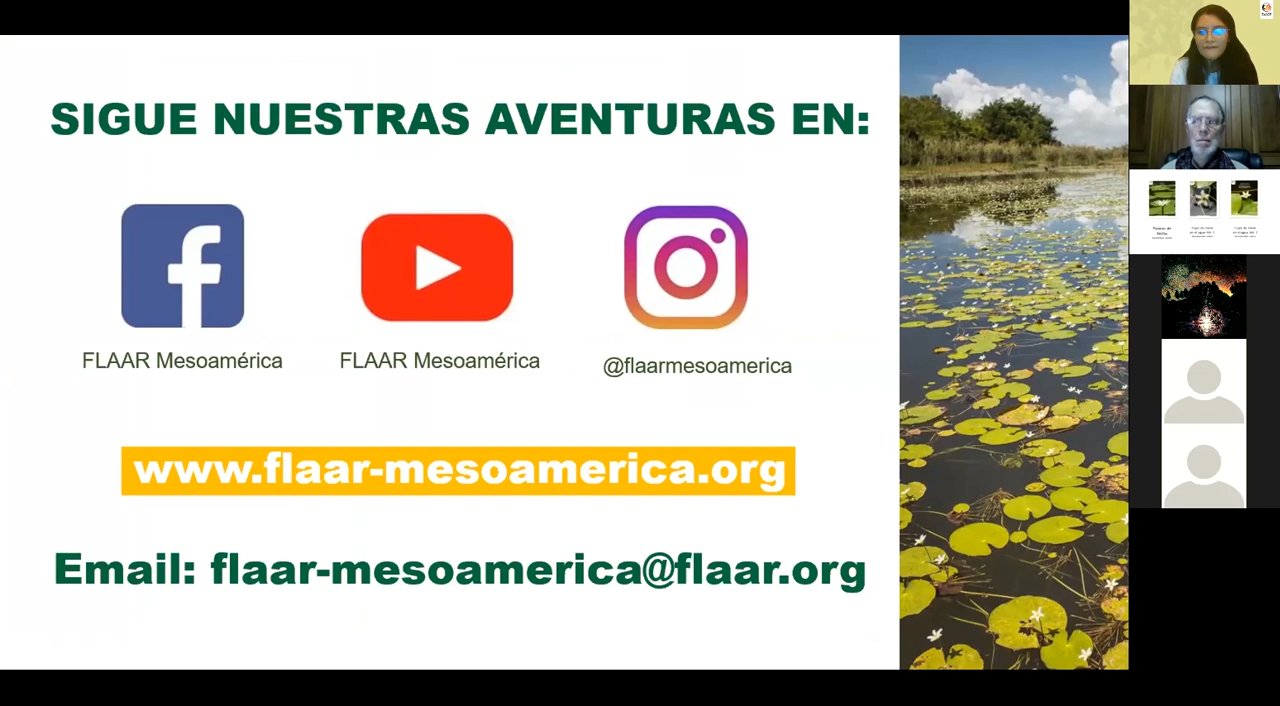 SIGUE NUESTRAS AVENTURAS EN:
FLAAR Mesoamérica
FLAAR Mesoamérica
@flaarmesoamerica
www.flaar-mesoamerica.org
Email: flaar-mesoamerica@flaar.org